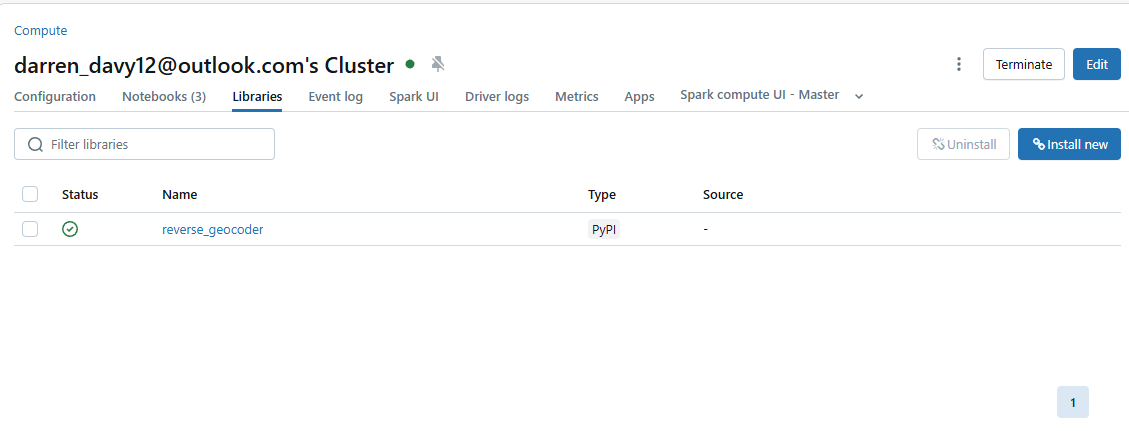 Compute
darren_davy12@outlook.com's Cluster Terminate Edit
Configuration Notebooks (3) Libraries Event log Spark UI Driver logs Metrics Apps Spark compute UI - Master
Filter libraries Uninstall Install new
Status Name Type Source
reverse_geocoder PyPI -
1